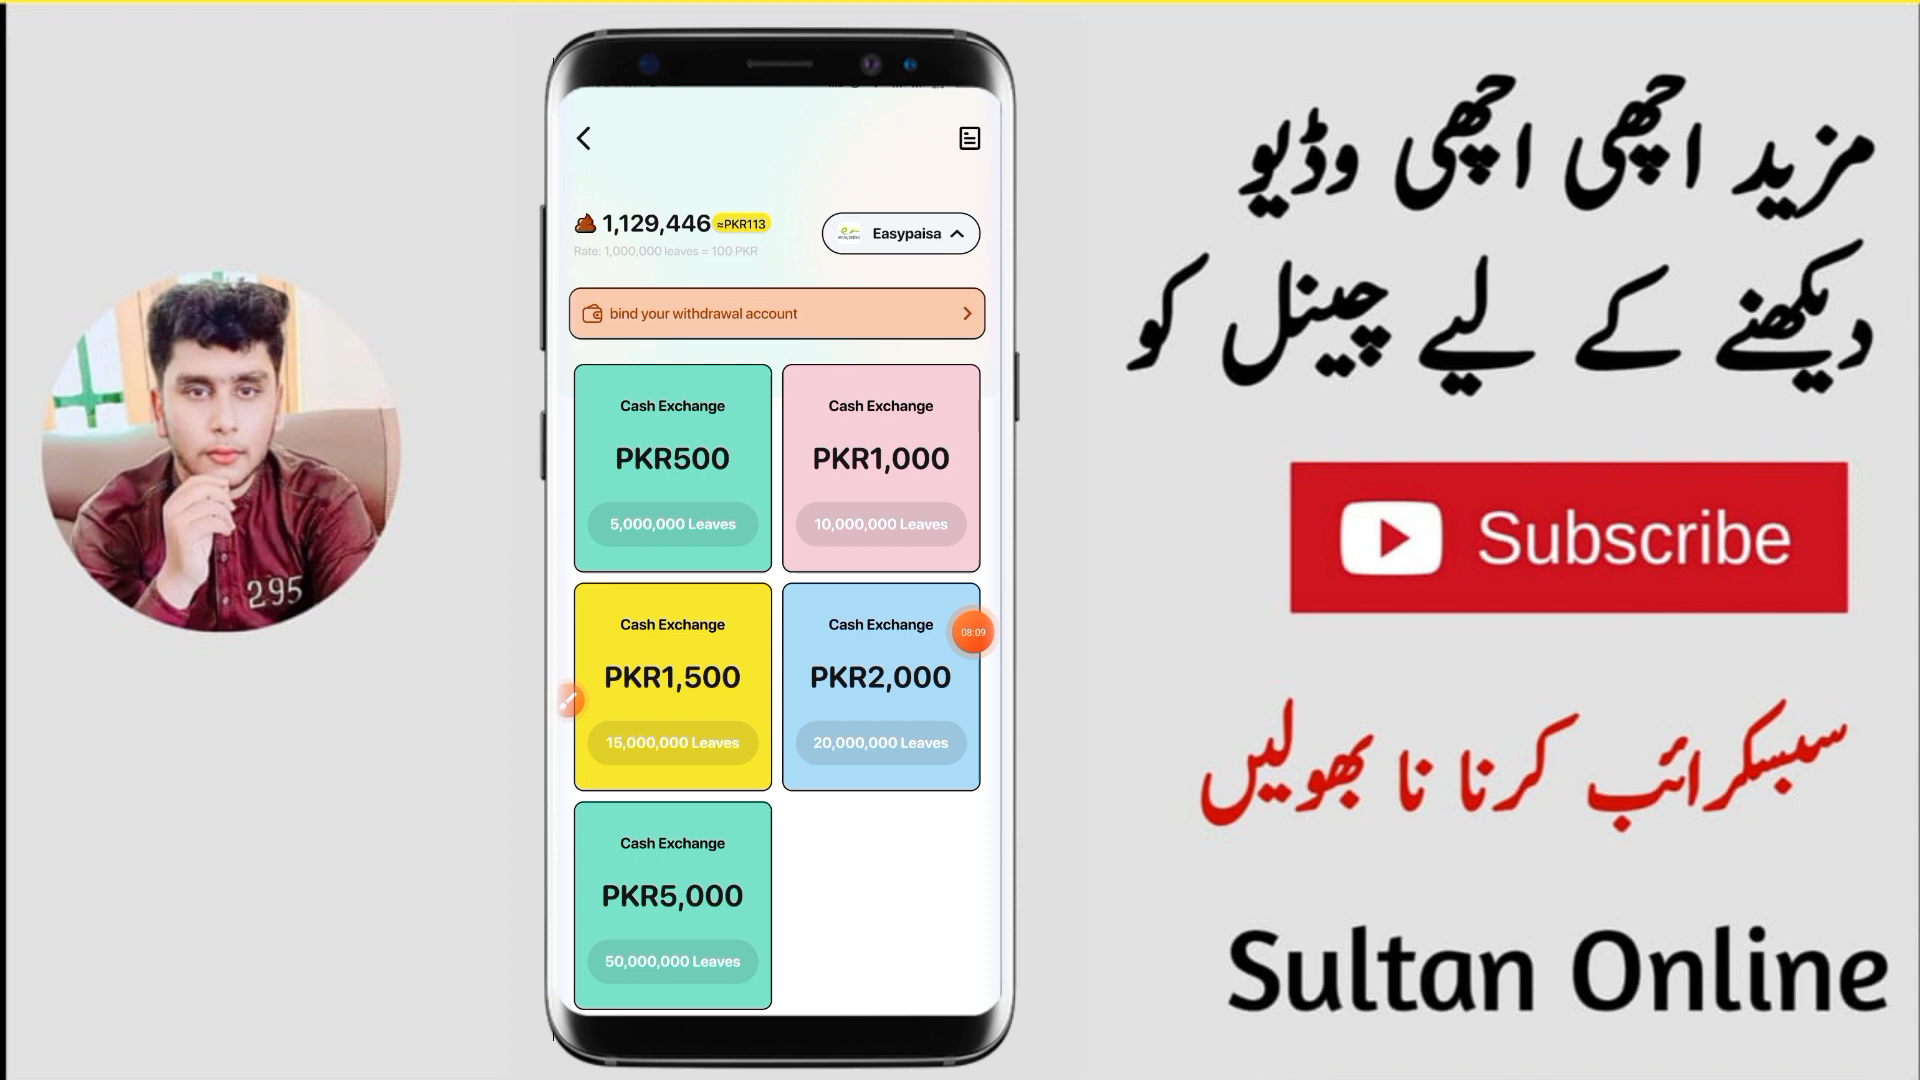 1,129,446 ≈PKR113
Rate: 1,000,000 leaves = 100 PKR
Easypaisa
bind your withdrawal account
Cash Exchange
PKR500
5,000,000 Leaves
Cash Exchange
PKR1,000
10,000,000 Leaves
Cash Exchange
PKR1,500
15,000,000 Leaves
Cash Exchange
PKR2,000
20,000,000 Leaves
08:09
Cash Exchange
PKR5,000
50,000,000 Leaves
295
مزید اچھی اچھی وڈیو
دیکھنے کے لیے چینل کو
Subscribe
سبسکرائب کرنا نا بھولیں
Sultan Online